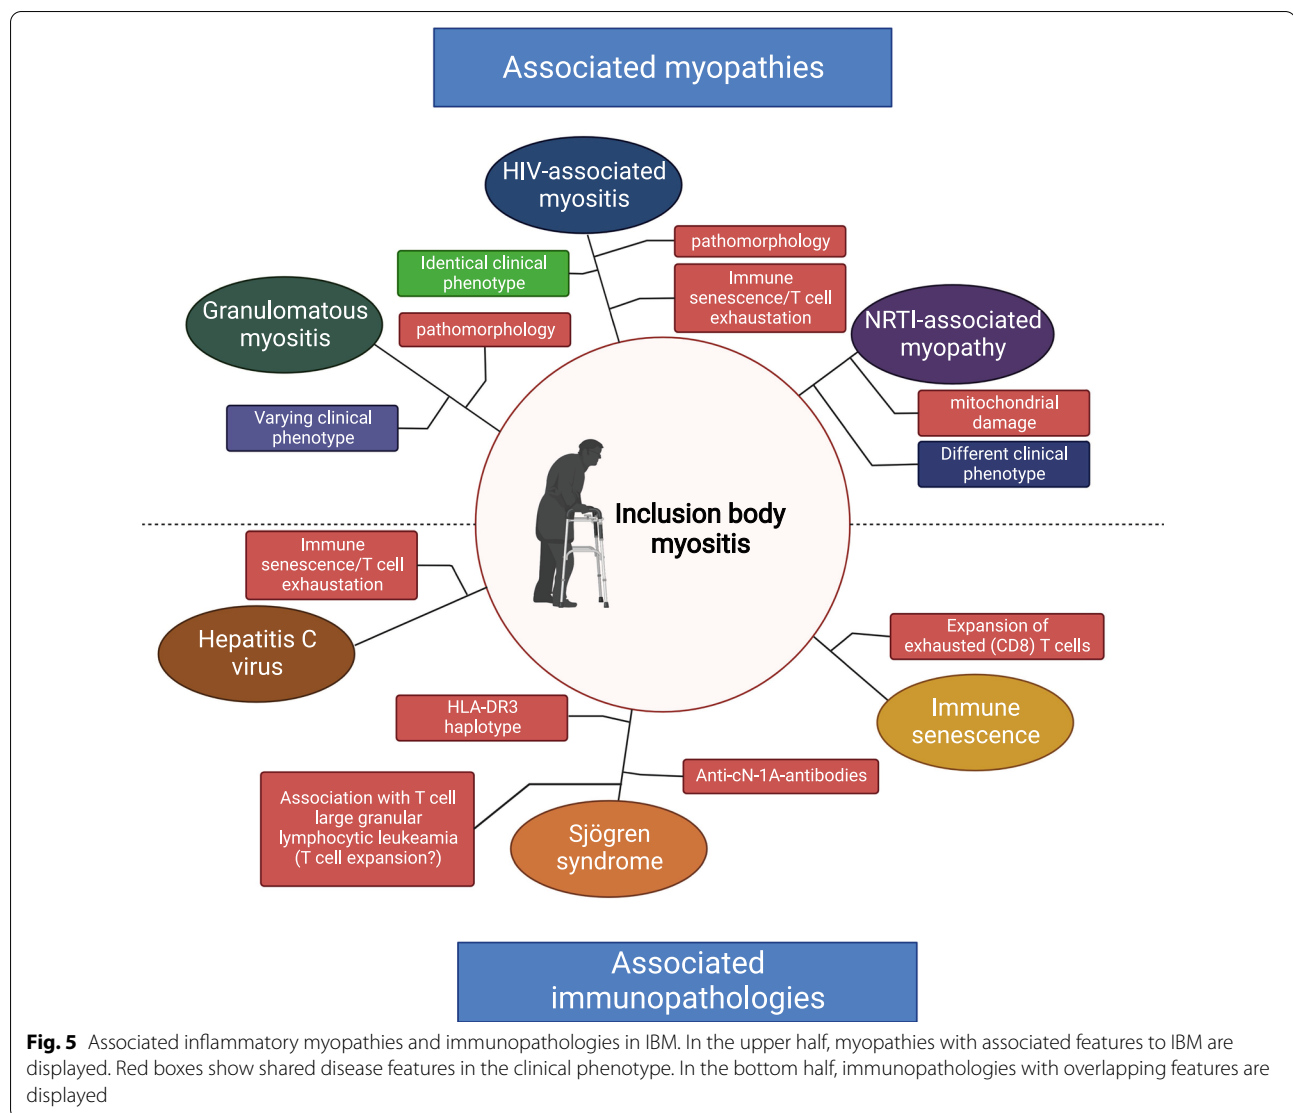 Associated myopathies
HIV-associated
myositis
pathomorphology
Identical clinical
phenotype
Immune
senescence/T cell
exhaustation
Granulomatous
myositis
pathomorphology
NRTI-associated
myopathy
Varying clinical
phenotype
mitochondrial
damage
Different clinical
phenotype
Inclusion body
myositis
Immune
senescence/T cell
exhaustation
Hepatitis C
virus
Expansion of
exhausted (CD8) T cells
Immune
senescence
HLA-DR3
haplotype
Anti-cN-1A-antibodies
Association with T cell
large granular
lymphocytic leukeamia
(T cell expansion?)
Sjögren
syndrome
Associated
immunopathologies
Fig. 5 Associated inflammatory myopathies and immunopathologies in IBM. In the upper half, myopathies with associated features to IBM are
displayed. Red boxes show shared disease features in the clinical phenotype. In the bottom half, immunopathologies with overlapping features are
displayed